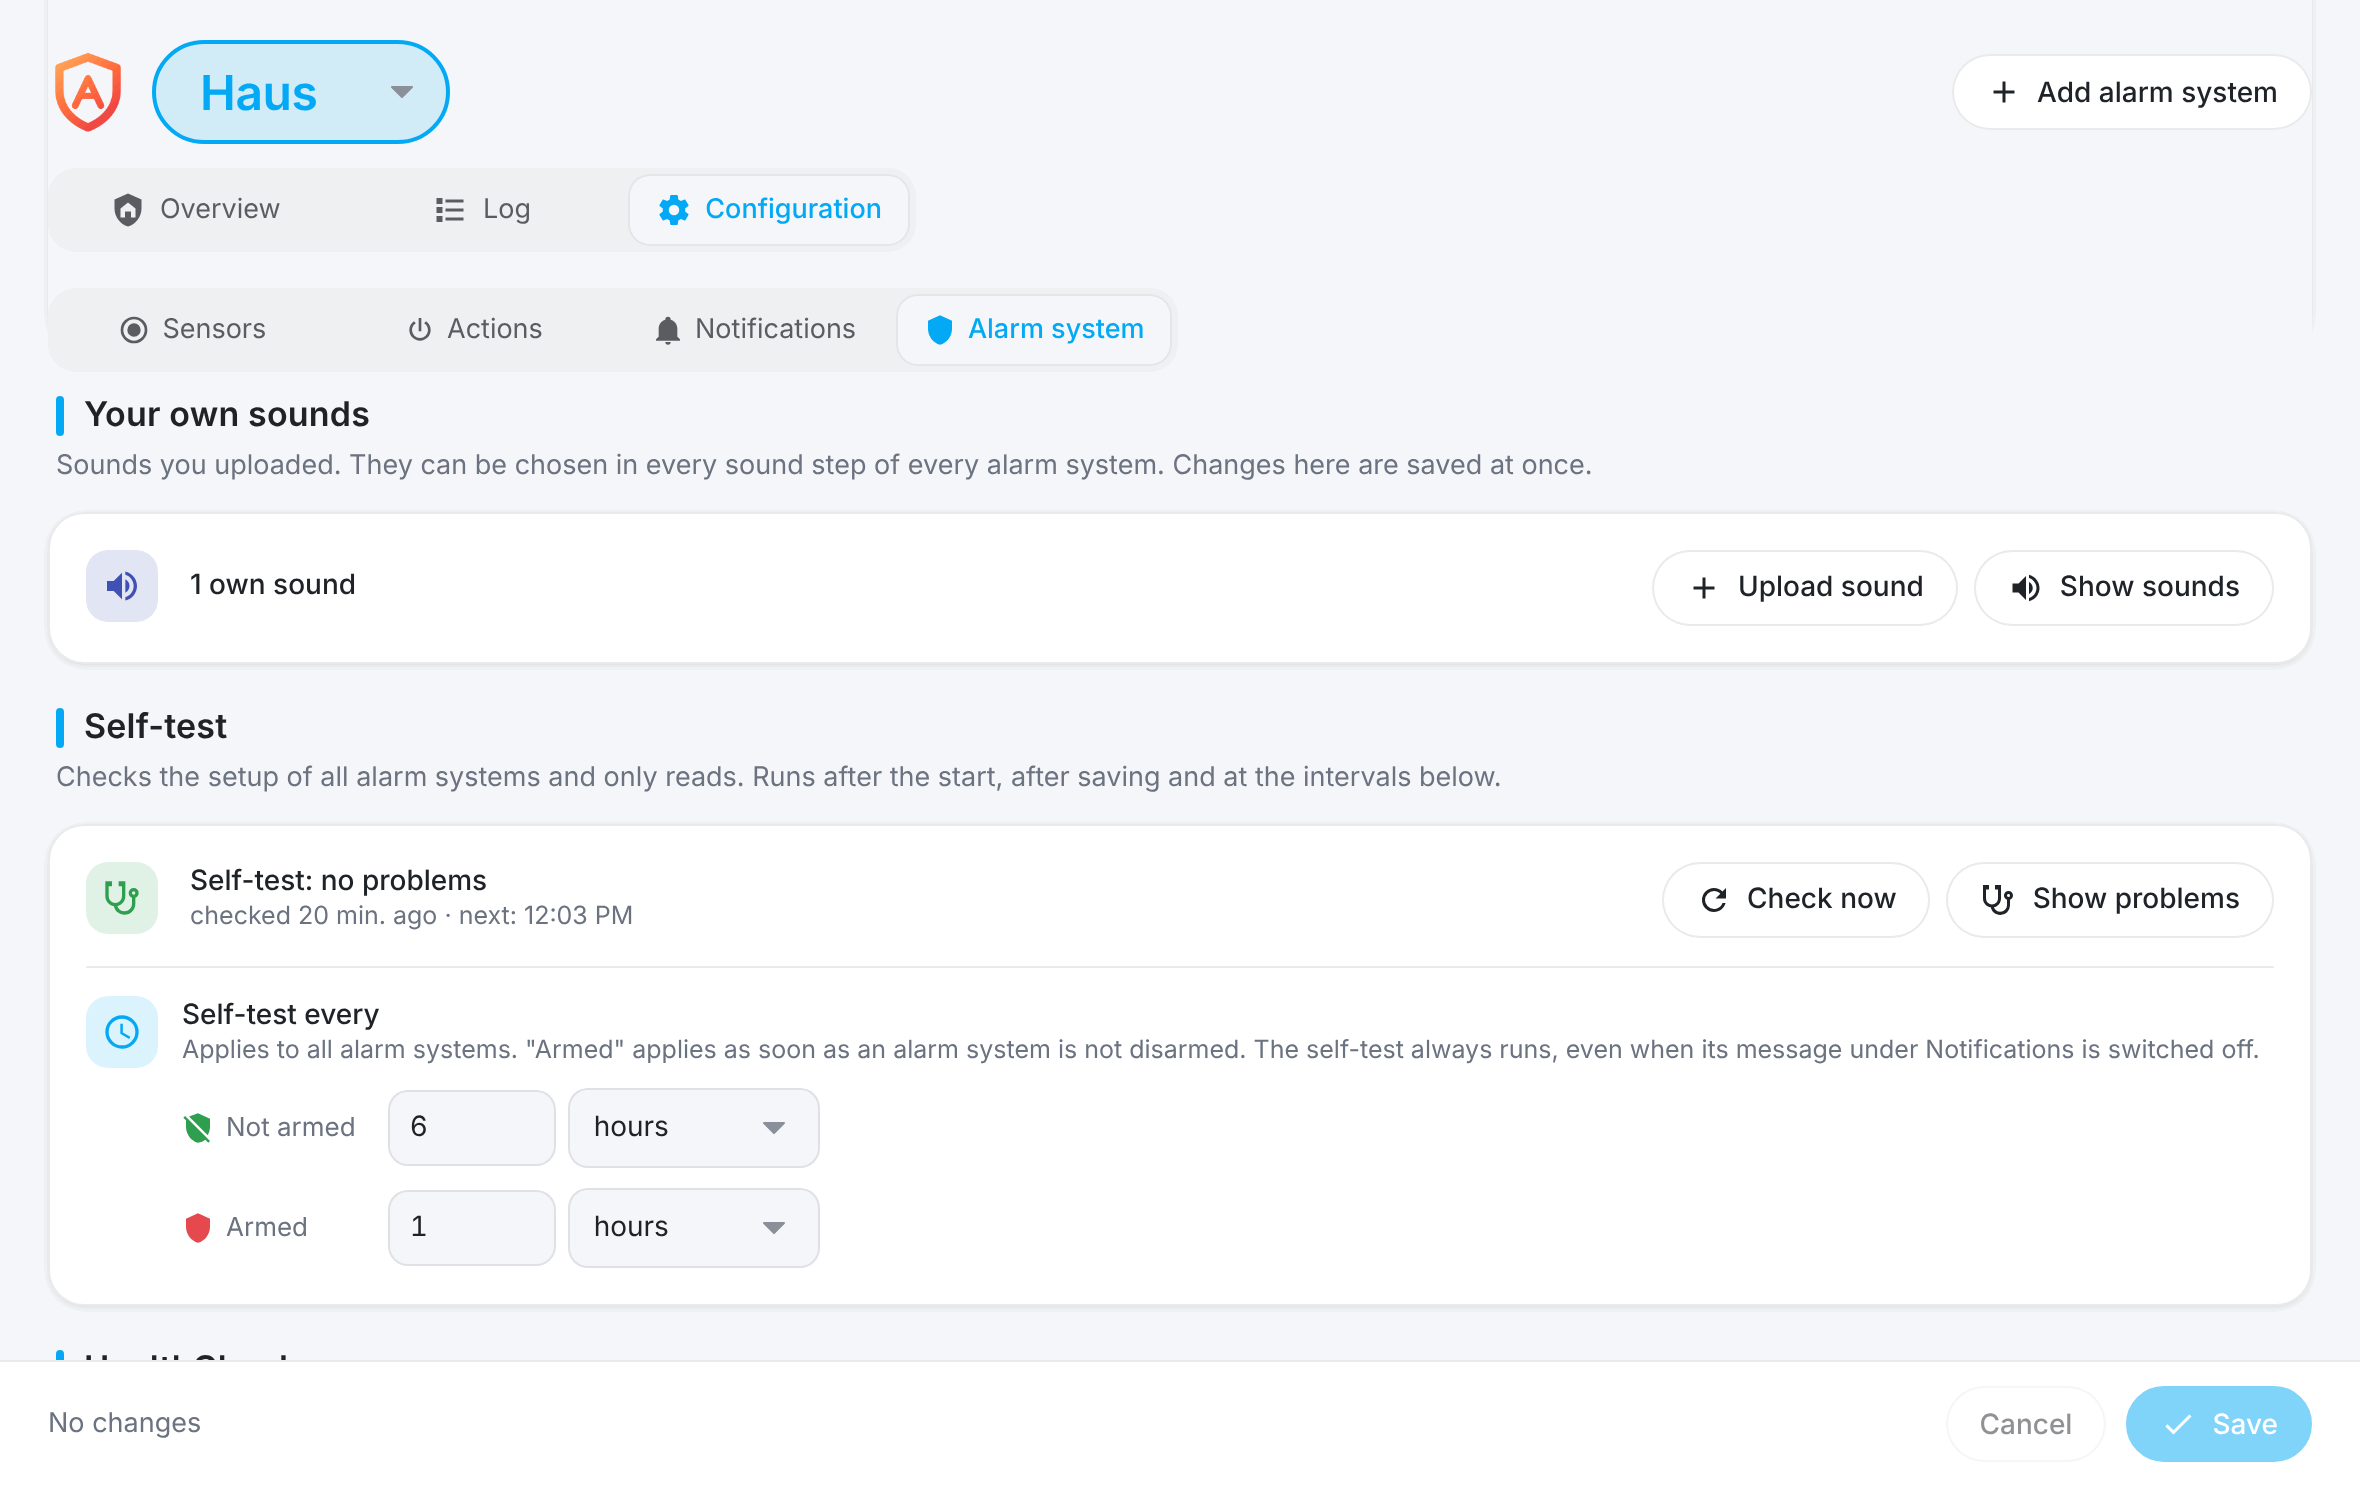 Haus
Add alarm system
Overview
Log
Configuration
Sensors
Actions
Notifications
Alarm system
Your own sounds
Sounds you uploaded. They can be chosen in every sound step of every alarm system. Changes here are saved at once.
1 own sound
Upload sound
Show sounds
Self-test
Checks the setup of all alarm systems and only reads. Runs after the start, after saving and at the intervals below.
Self-test: no problems
checked 20 min. ago · next: 12:03 PM
Check now
Show problems
Self-test every
Applies to all alarm systems. "Armed" applies as soon as an alarm system is not disarmed. The self-test always runs, even when its message under Notifications is switched off.
Not armed
6
hours
Armed
1
hours
No changes
Cancel
Save